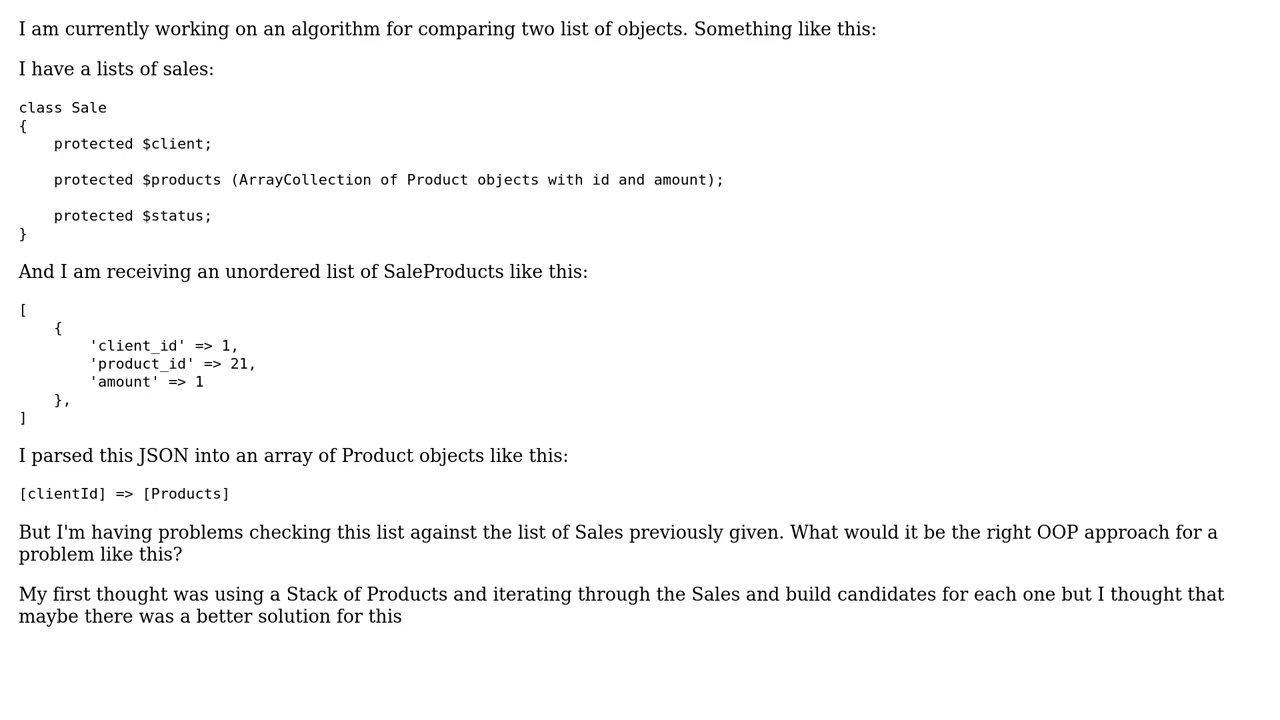 I am currently working on an algorithm for comparing two list of objects. Something like this:
I have a lists of sales:
class Sale
{
    protected $client;
    protected $products (ArrayCollection of Product objects with id and amount);
    protected $status;
}
And I am receiving an unordered list of SaleProducts like this:
[
    {
        'client_id' => 1,
        'product_id' => 21,
        'amount' => 1
    },
]
I parsed this JSON into an array of Product objects like this:
[clientId] => [Products]
But I'm having problems checking this list against the list of Sales previously given. What would it be the right OOP approach for a
problem like this?
My first thought was using a Stack of Products and iterating through the Sales and build candidates for each one but I thought that
maybe there was a better solution for this